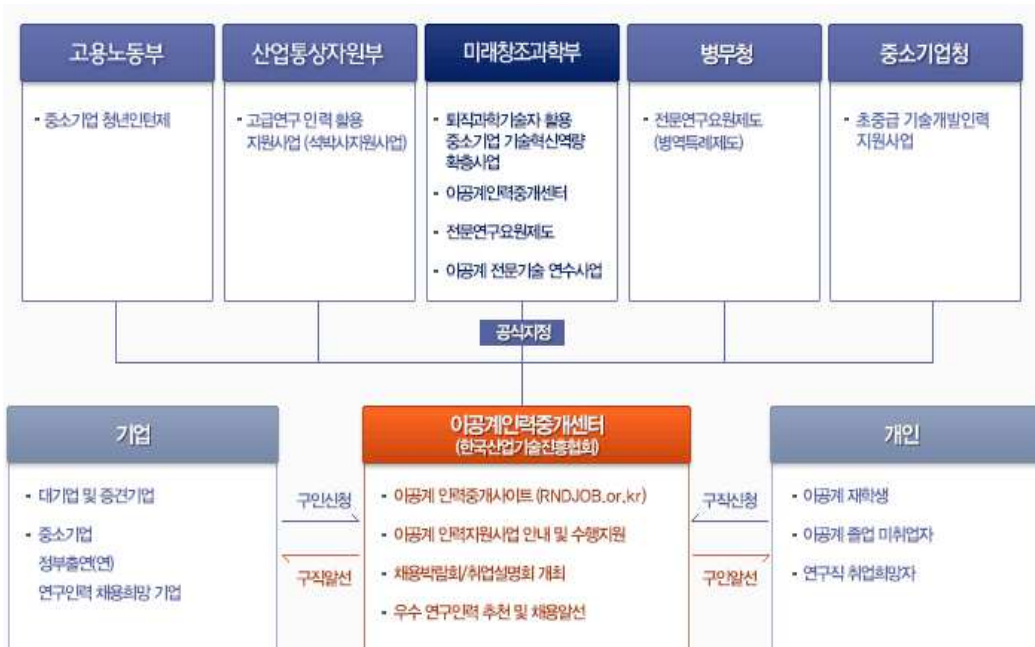 고용노동부
산업통상자원부
미래창조과학부
병무청
중소기업청
- 중소기업 청년인턴제
- 고급연구 인력 활용
지원사업 (석박사지원사업)
- 퇴직과학기술자 활용
중소기업 기술혁신역량
확충사업
- 이공계인력중개센터
- 전문연구요원제도
- 이공계 전문기술 연수사업
- 전문연구요원제도
(병역특례제도)
- 초중급 기술개발인력
지원사업
공식지정
기업
- 대기업 및 중견기업
- 중소기업
정부출연(연)
연구인력 채용희망 기업
구인신청
구직알선
이공계인력중개센터
(한국산업기술진흥협회)
- 이공계 인력중개사이트 (RNDJOB.or.kr)
- 이공계 인력지원사업 안내 및 수행지원
- 채용박람회/취업설명회 개최
- 우수 연구인력 추천 및 채용알선
구직신청
구인알선
개인
- 이공계 재학생
- 이공계 졸업 미취업자
- 연구직 취업희망자